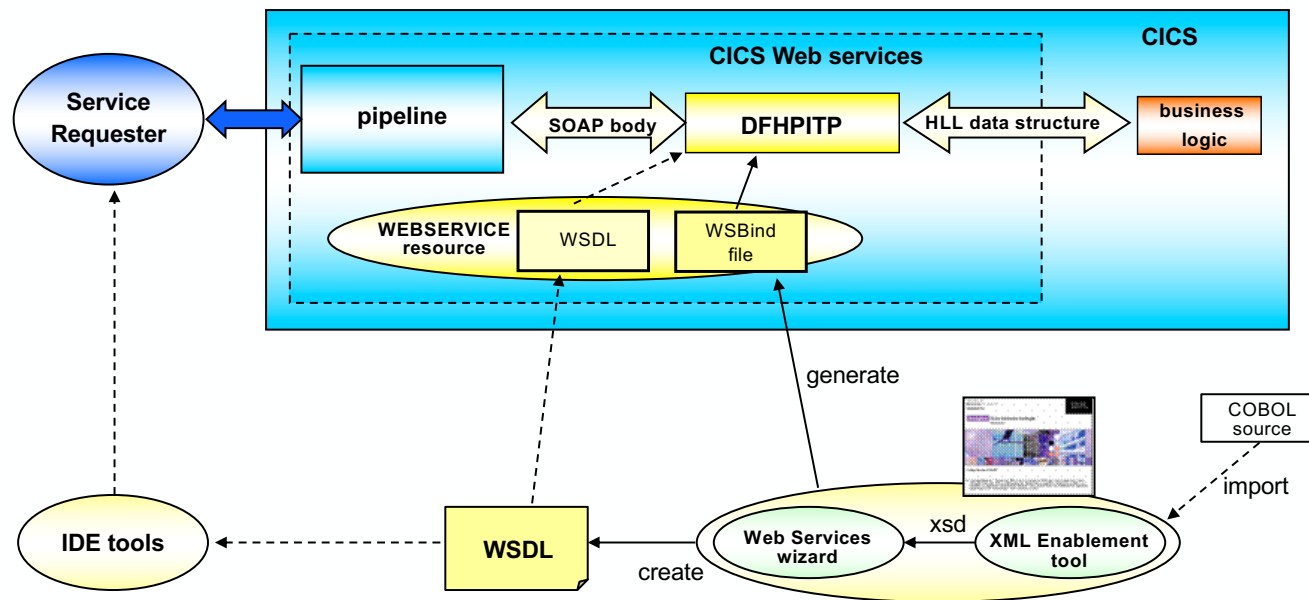 CICS
CICS Web services
Service
Requester
pipeline
SOAP body
DFHPITP
HLL data structure
business
logic
WEBSERVICE
resource
WSDL
WSBind
file
generate
COBOL
source
import
IDE tools
WSDL
create
Web Services
wizard
xsd
XML Enablement
tool